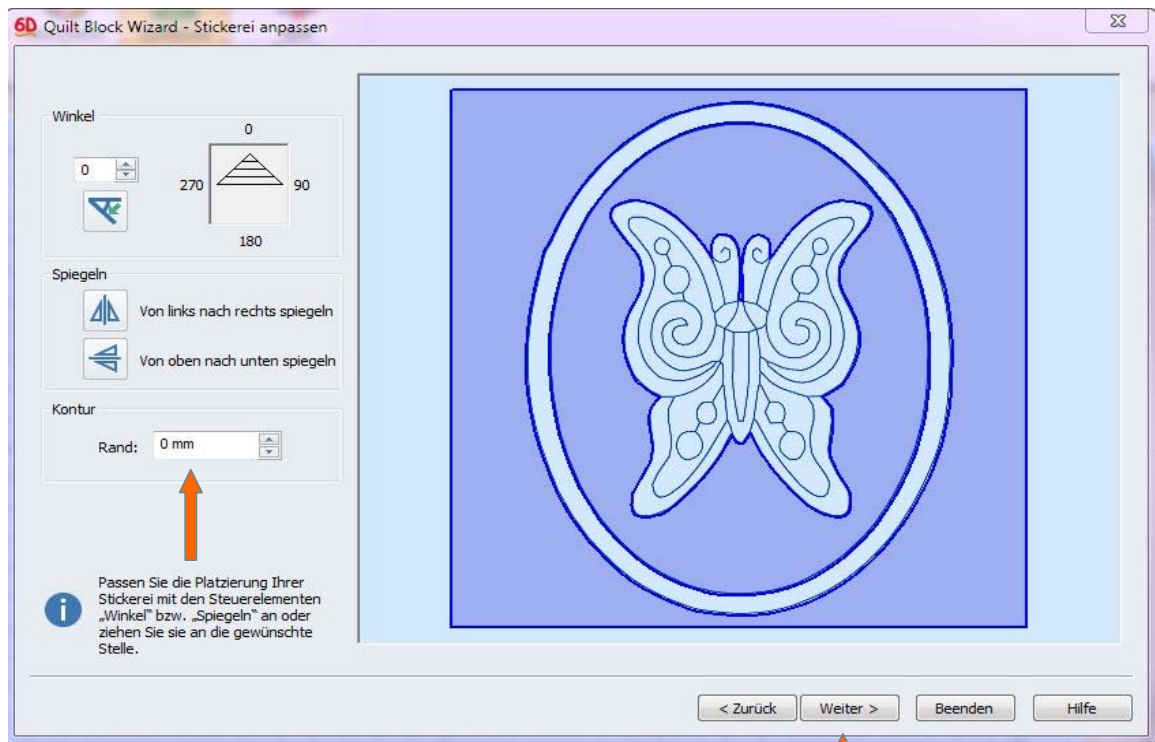 6D Quilt Block Wizard - Stickerei anpassen
Winkel
0
0
270
90
180
Spiegeln
Von links nach rechts spiegeln
Von oben nach unten spiegeln
Kontur
Rand: 0 mm
i
Passen Sie die Platzierung Ihrer
Stickerei mit den Steuerelementen
„Winkel" bzw. „Spiegeln" an oder
ziehen Sie sie an die gewünschte
Stelle.
< Zurück Weiter > Beenden Hilfe